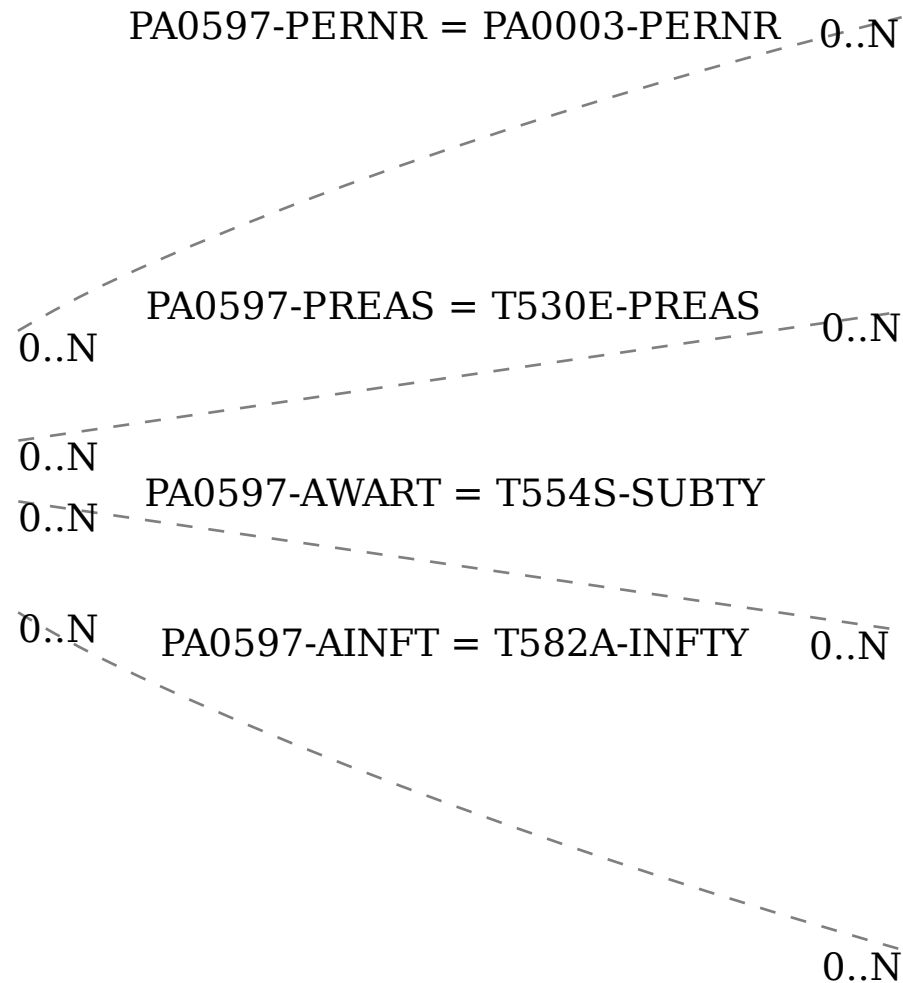 PA0597-PERNR = PA0003-PERNR 0..N
PA0597-PREAS = T530E-PREAS 0..N
0..N
0..N
PA0597-AWART = T554S-SUBTY
0..N
0..N PA0597-AINFT = T582A-INFTY 0..N
0..N